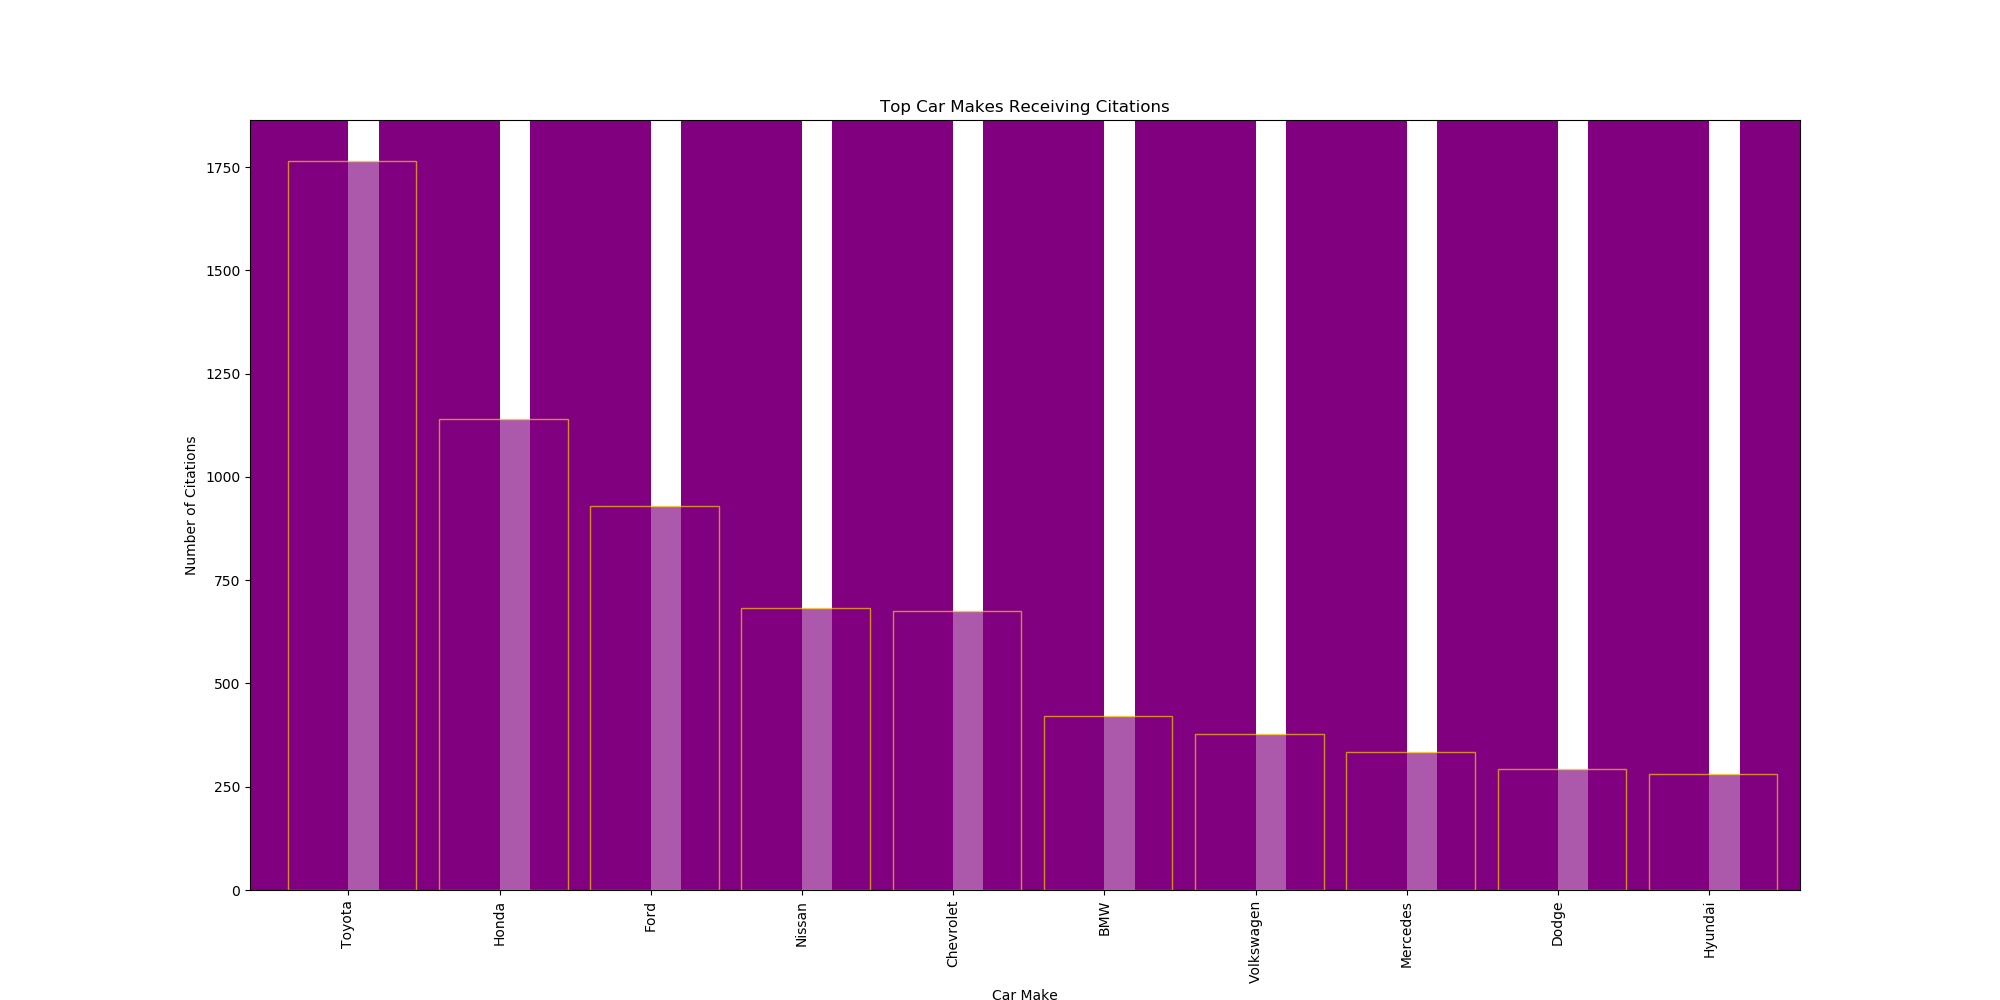 Top Car Makes Receiving Citations
1750
1500
1250
1000
750
500
250
0
Number of Citations
Toyota
Honda
Ford
Nissan
Chevrolet
BMW
Volkswagen
Mercedes
Dodge
Hyundai
Car Make